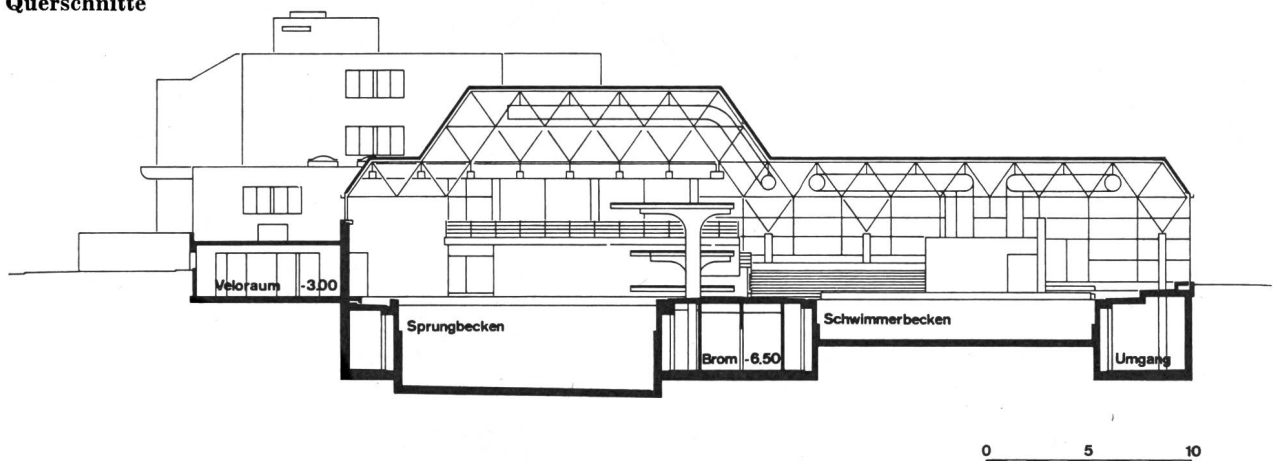 Querschnitte
Veloraum -3.00
Sprungbecken
Schwimmerbecken
Brom -6.50
Umgang
0 5 10